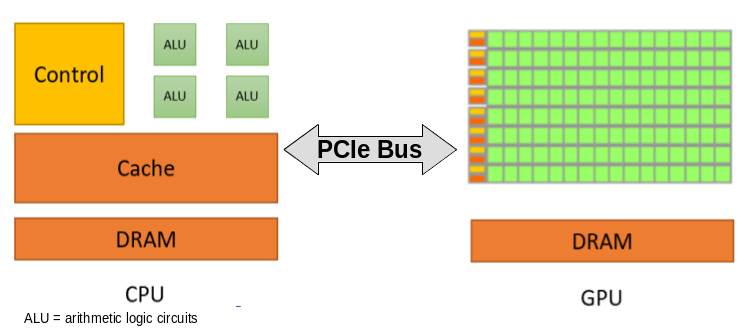 Control
ALU ALU
ALU ALU
Cache
DRAM
CPU
ALU = arithmetic logic circuits
PCIe Bus
DRAM
GPU